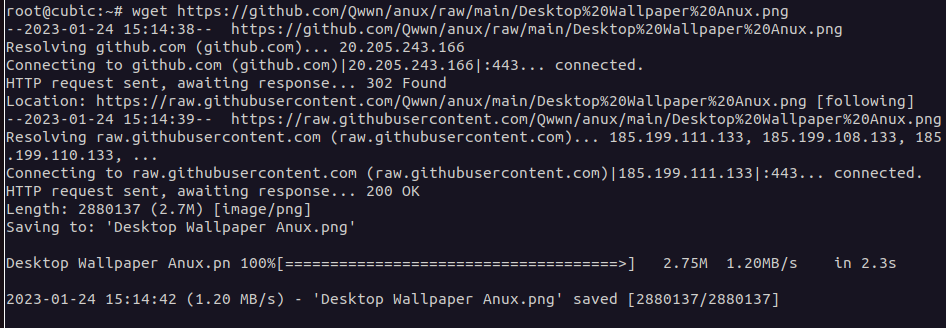 root@cubic:~# wget https://github.com/Qwwn/anux/raw/main/Desktop%20Wallpaper%20Anux.png
--2023-01-24 15:14:38--  https://github.com/Qwwn/anux/raw/main/Desktop%20Wallpaper%20Anux.png
Resolving github.com (github.com)... 20.205.243.166
Connecting to github.com (github.com)|20.205.243.166|:443... connected.
HTTP request sent, awaiting response... 302 Found
Location: https://raw.githubusercontent.com/Qwwn/anux/main/Desktop%20Wallpaper%20Anux.png [following]
--2023-01-24 15:14:39--  https://raw.githubusercontent.com/Qwwn/anux/main/Desktop%20Wallpaper%20Anux.png
Resolving raw.githubusercontent.com (raw.githubusercontent.com)... 185.199.111.133, 185.199.108.133, 185
.199.110.133, ...
Connecting to raw.githubusercontent.com (raw.githubusercontent.com)|185.199.111.133|:443... connected.
HTTP request sent, awaiting response... 200 OK
Length: 2880137 (2.7M) [image/png]
Saving to: 'Desktop Wallpaper Anux.png'
Desktop Wallpaper Anux.pn 100%[=====================================>]   2.75M  1.20MB/s    in 2.3s
2023-01-24 15:14:42 (1.20 MB/s) - 'Desktop Wallpaper Anux.png' saved [2880137/2880137]